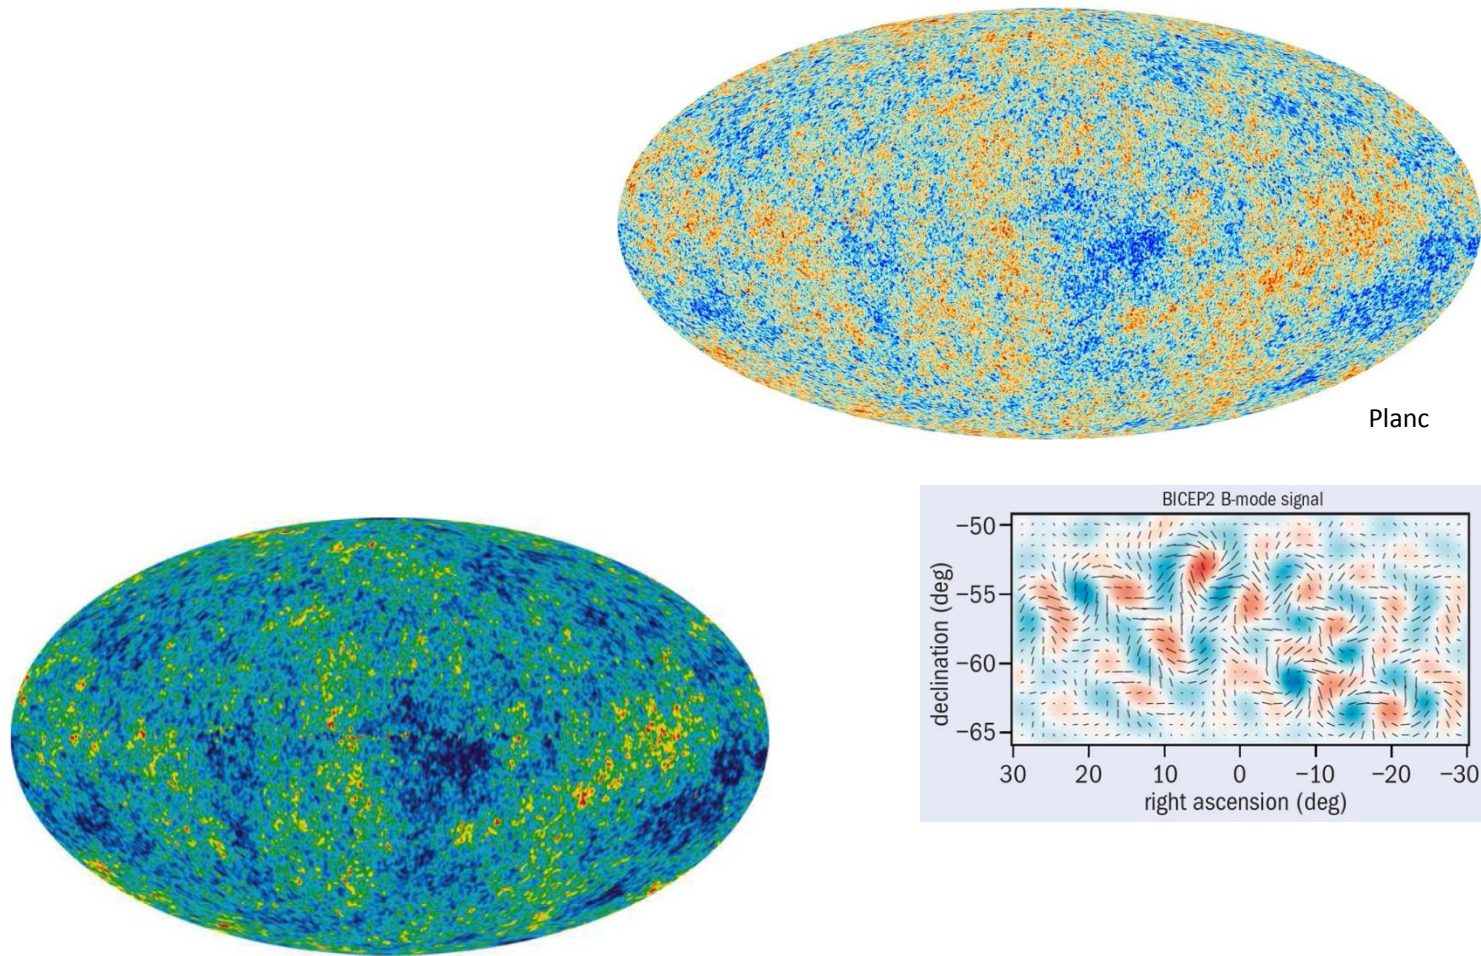 Planc
BICEP2 B-mode signal
declination (deg)
−50
−55
−60
−65
30 20 10 0 −10 −20 −30
right ascension (deg)